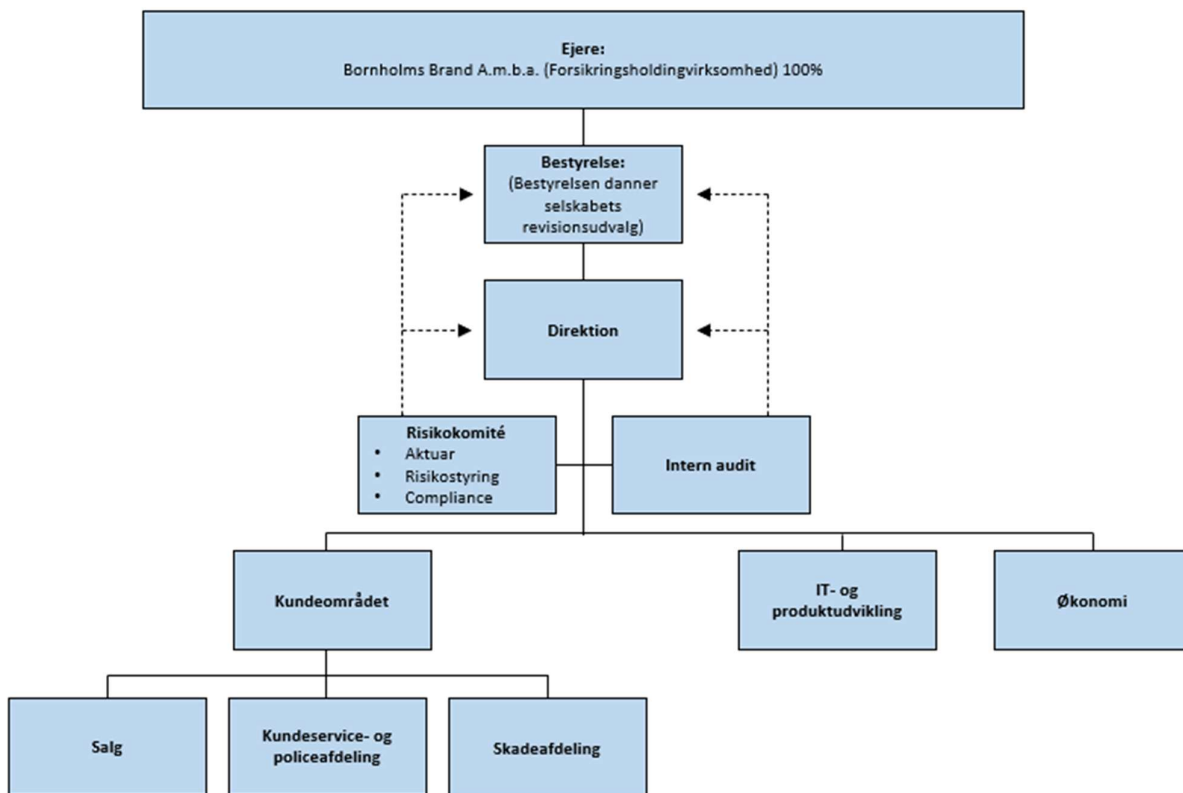 Ejere:
Bornholms Brand A.m.b.a. (Forsikringsholdingvirksomhed) 100%
Bestyrelse:
(Bestyrelsen danner
selskabets
revisionsudvalg)
Direktion
Risikokomité
• Aktuar
• Risikostyring
• Compliance
Intern audit
Kundeområdet
IT- og
produktudvikling
Økonomi
Salg
Kundeservice- og
policeafdeling
Skadeafdeling